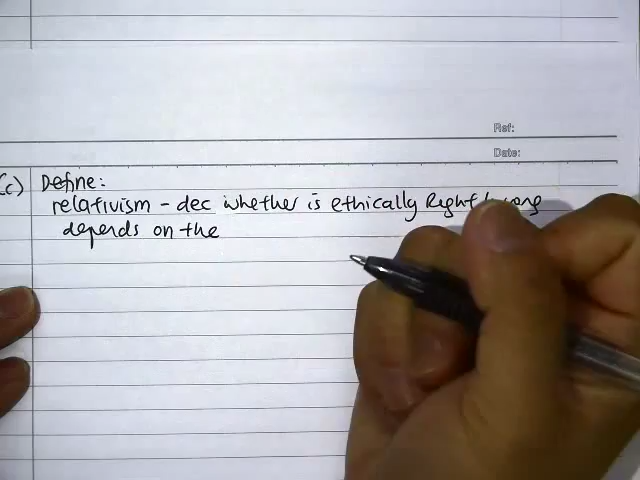 Ref:
Date:
(c) Define:
relativism - dec whether is ethically Right
depends on the